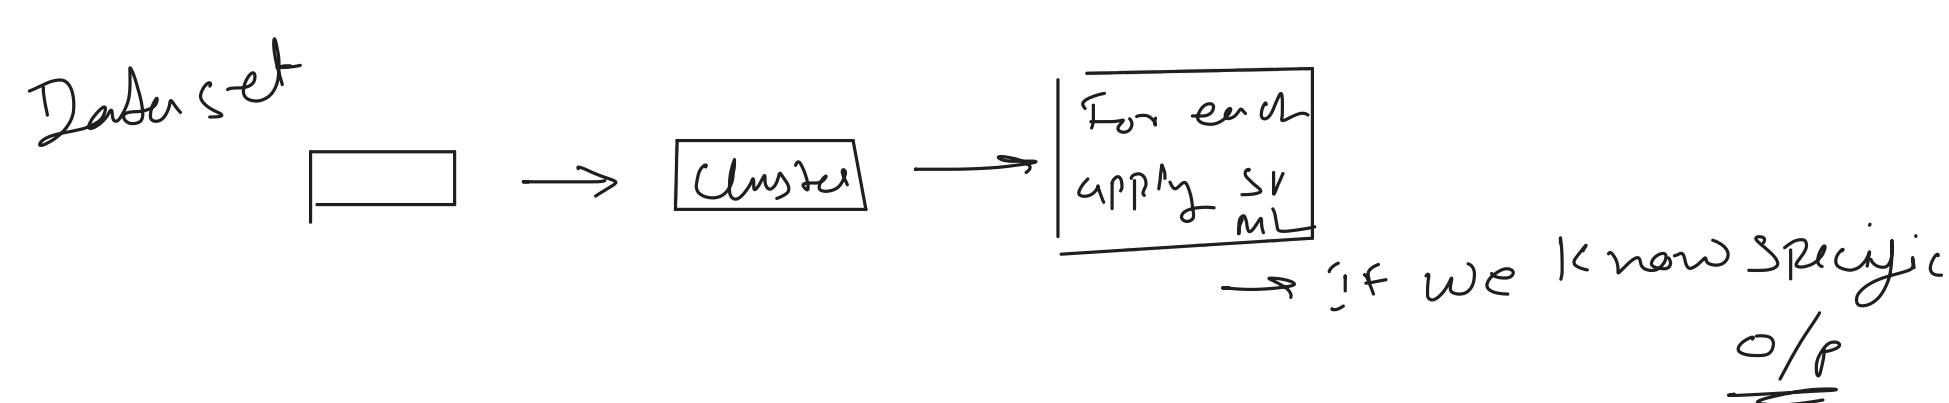 Dataset
Cluster
For each
apply SV
ML
→ if we know specific
O/P